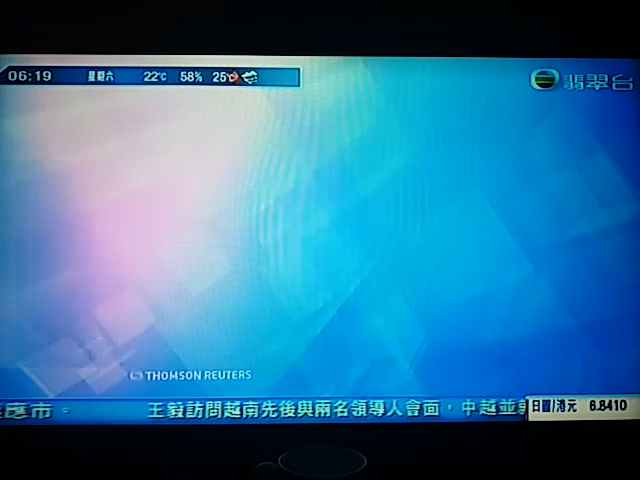 06:19 星期六 22°c 58% 25°c
翡翠台
THOMSON REUTERS
應市。 王毅訪問越南先後與兩名領導人會面，中越並
日圓/港元 6.8410